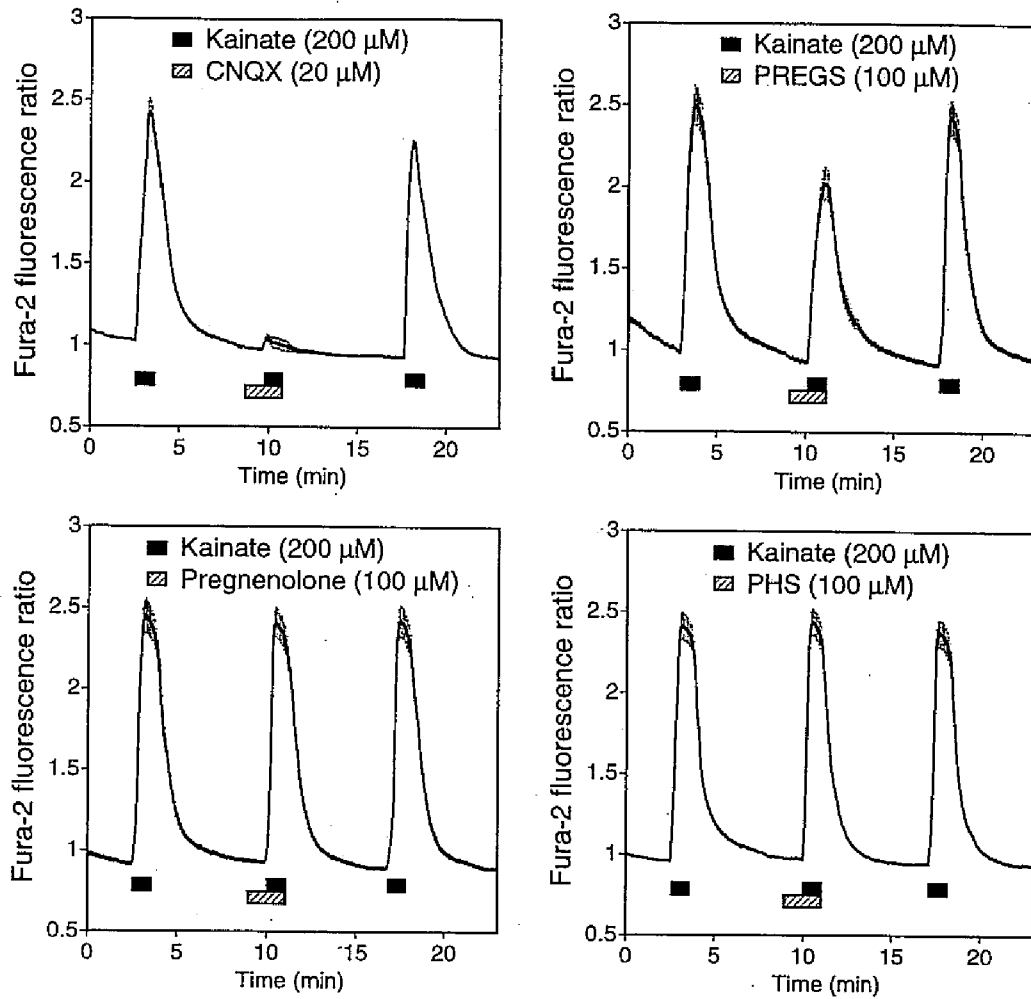 3
2.5
2
1.5
1
0.5
Fura-2 fluorescence ratio
Kainate (200 µM)
CNQX (20 µM)
0
5
10
15
20
Time (min)
3
2.5
2
1.5
1
0.5
Fura-2 fluorescence ratio
Kainate (200 µM)
PREGS (100 µM)
0
5
10
15
20
Time (min)
3
2.5
2
1.5
1
0.5
Fura-2 fluorescence ratio
Kainate (200 µM)
Pregnenolone (100 µM)
0
5
10
15
20
Time (min)
3
2.5
2
1.5
1
0.5
Fura-2 fluorescence ratio
Kainate (200 µM)
PHS (100 µM)
0
5
10
15
20
Time (min)